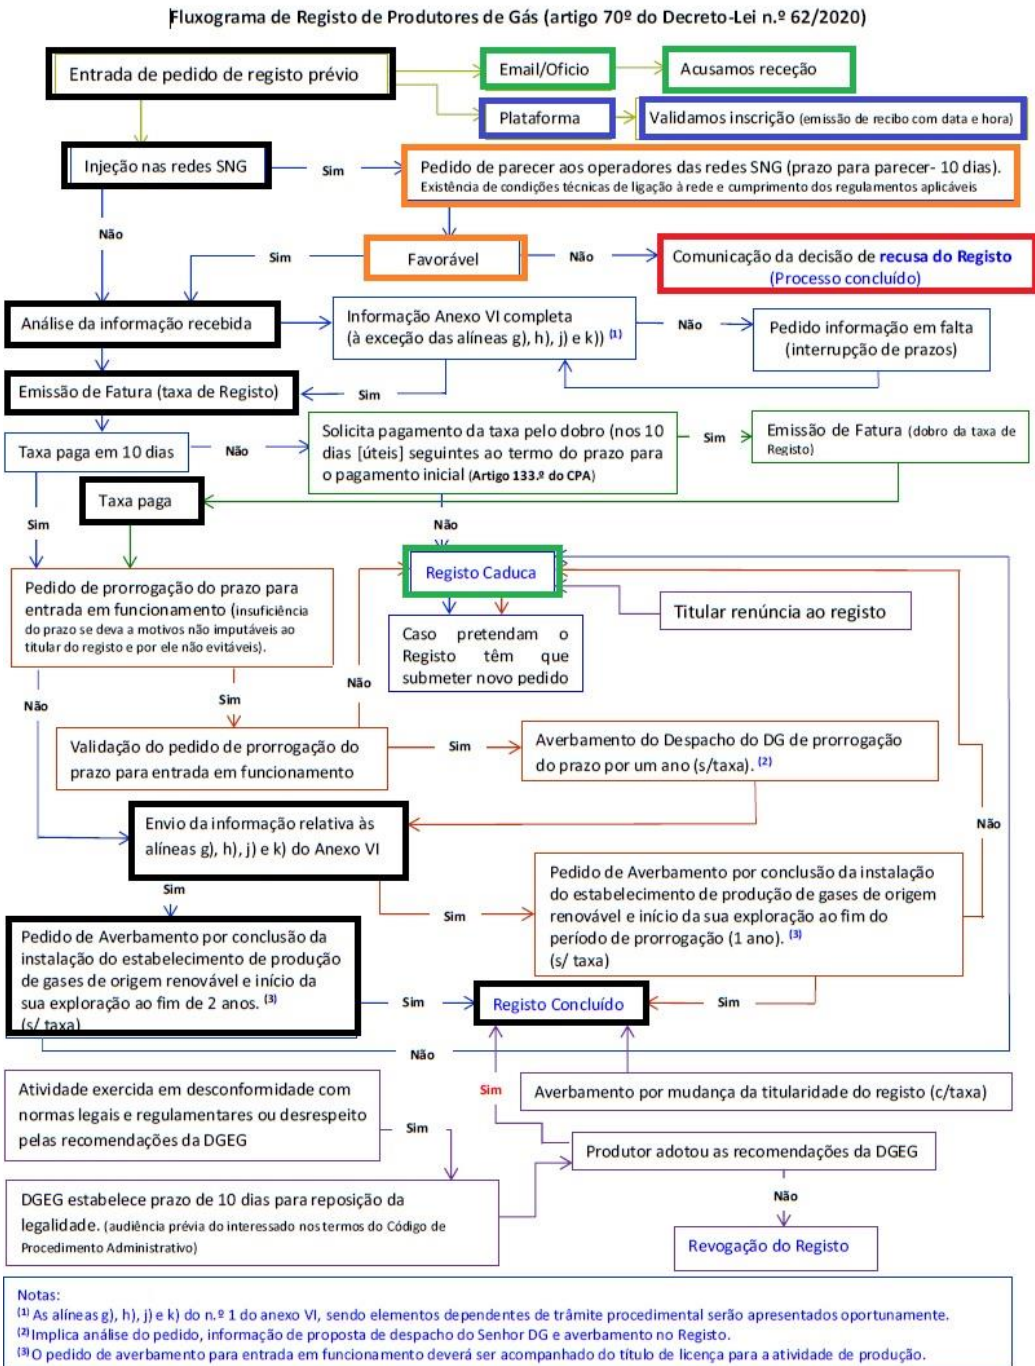 Fluxograma de Registo de Produtores de Gás (artigo 70º do Decreto-Lei n.º 62/2020)
Entrada de pedido de registo prévio
Email/Oficio
Acusamos receção
Plataforma
Validamos inscrição (emissão de recibo com data e hora)
Injeção nas redes SNG
Sim
Pedido de parecer aos operadores das redes SNG (prazo para parecer- 10 dias).
Existência de condições técnicas de ligação à rede e cumprimento dos regulamentos aplicáveis
Não
Sim
Favorável
Não
Comunicação da decisão de recusa do Registo
(Processo concluído)
Análise da informação recebida
Informação Anexo VI completa
(à exceção das alíneas g), h), j) e k)) (1)
Não
Pedido informação em falta
(interrupção de prazos)
Emissão de Fatura (taxa de Registo)
Sim
Taxa paga em 10 dias
Não
Solicita pagamento da taxa pelo dobro (nos 10
dias [úteis] seguintes ao termo do prazo para
o pagamento inicial (Artigo 133.º do CPA)
Sim
Emissão de Fatura (dobro da taxa de
Registo)
Taxa paga
Sim
Não
Pedido de prorrogação do prazo para
entrada em funcionamento (insuficiência
do prazo se deva a motivos não imputáveis ao
titular do registo e por ele não evitáveis).
Registo Caduca
Titular renúncia ao registo
Caso pretendam o
Registo têm que
submeter novo pedido
Não
Não
Sim
Validação do pedido de prorrogação do
prazo para entrada em funcionamento
Sim
Averbamento do Despacho do DG de prorrogação
do prazo por um ano (s/taxa). (2)
Não
Envio da informação relativa às
alíneas g), h), j) e k) do Anexo VI
Sim
Sim
Pedido de Averbamento por conclusão da instalação
do estabelecimento de produção de gases de origem
renovável e início da sua exploração ao fim do
período de prorrogação (1 ano). (3)
(s/ taxa)
Pedido de Averbamento por conclusão da
instalação do estabelecimento de produção
de gases de origem renovável e início da
sua exploração ao fim de 2 anos. (3)
(s/ taxa)
Sim
Registo Concluído
Sim
Não
Atividade exercida em desconformidade com
normas legais e regulamentares ou desrespeito
pelas recomendações da DGEG
Sim
Sim
Averbamento por mudança da titularidade do registo (c/taxa)
Produtor adotou as recomendações da DGEG
DGEG estabelece prazo de 10 dias para reposição da
legalidade. (audiência prévia do interessado nos termos do Código de
Procedimento Administrativo)
Não
Revogação do Registo
Notas:
(1) As alíneas g), h), j) e k) do n.º 1 do anexo VI, sendo elementos dependentes de trâmite procedimental serão apresentados oportunamente.
(2) Implica análise do pedido, informação de proposta de despacho do Senhor DG e averbamento no Registo.
(3) O pedido de averbamento para entrada em funcionamento deverá ser acompanhado do título de licença para a atividade de produção.